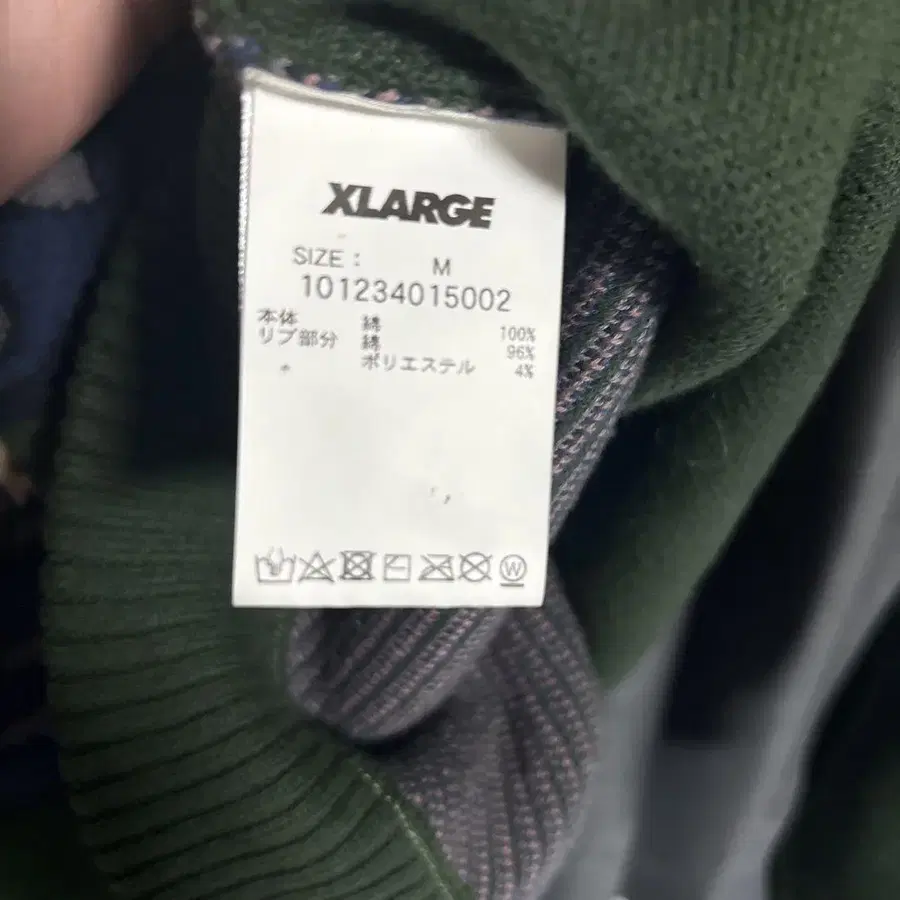 XLARGE
SIZE: M
101234015002
本体 綿 100%
リブ部分 綿 96%
ポリエステル 4%
W